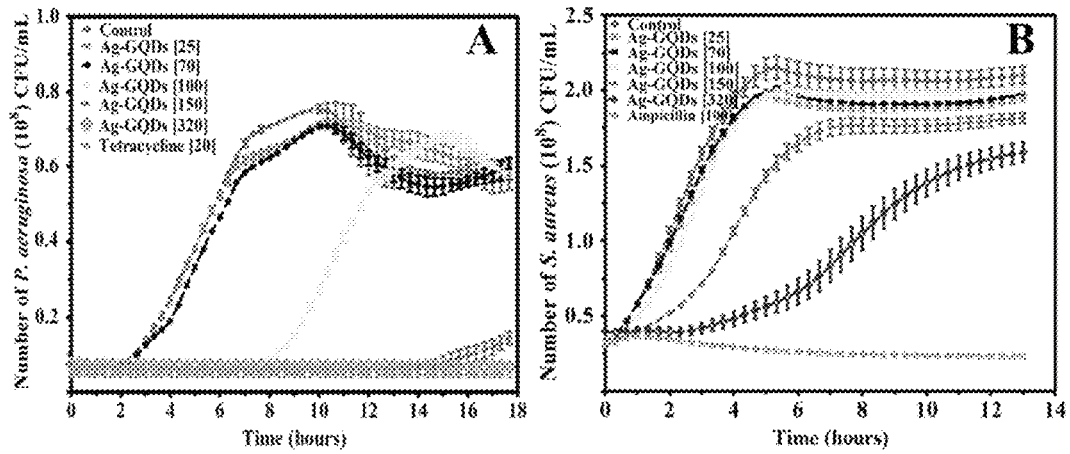 A
Number of P. aeruginosa (10⁸) CFU/mL
1.0
0.8
0.6
0.4
0.2
Control
Ag-GQDs [25]
Ag-GQDs [70]
Ag-GQDs [100]
Ag-GQDs [150]
Ag-GQDs [320]
Tetracycline [20]
0 2 4 6 8 10 12 14 16 18
Time (hours)
B
Number of S. aureus (10⁸) CFU/mL
2.5
2.0
1.5
1.0
0.5
Control
Ag-GQDs [25]
Ag-GQDs [70]
Ag-GQDs [100]
Ag-GQDs [150]
Ag-GQDs [320]
Ampicillin
0 2 4 6 8 10 12 14
Time (hours)